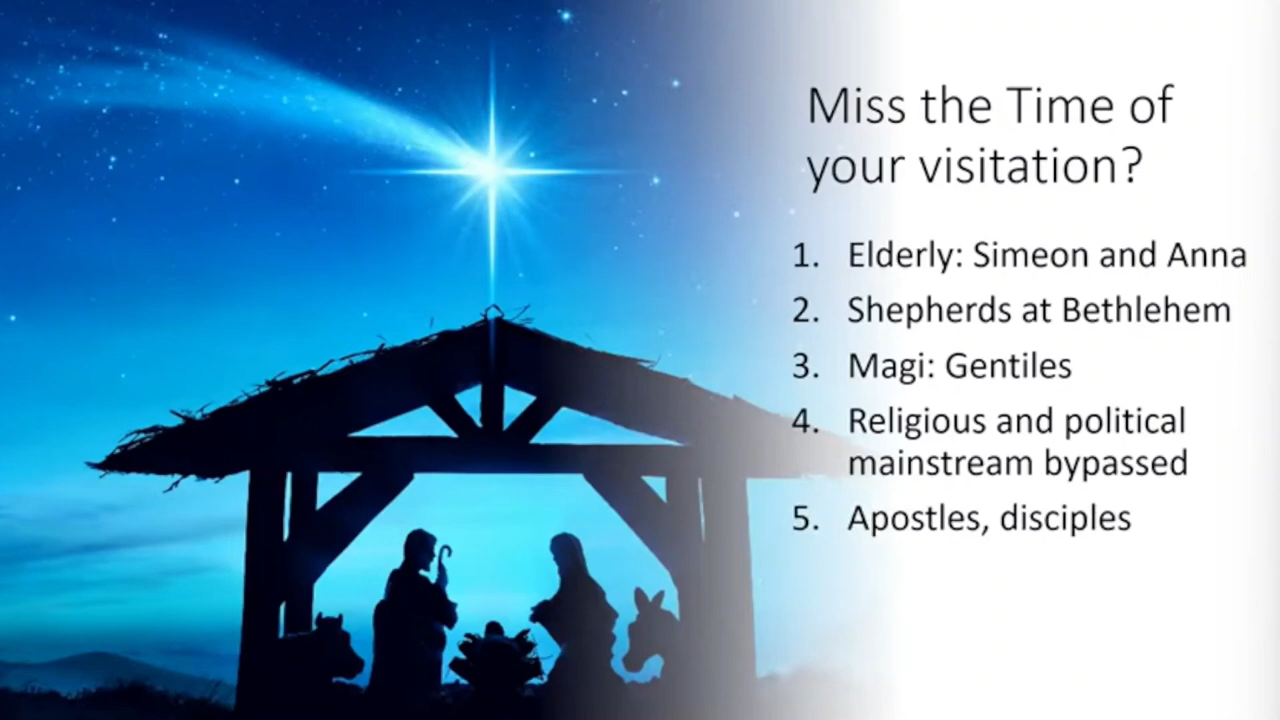 Miss the Time of
your visitation?
1. Elderly: Simeon and Anna
2. Shepherds at Bethlehem
3. Magi: Gentiles
4. Religious and political
mainstream bypassed
5. Apostles, disciples